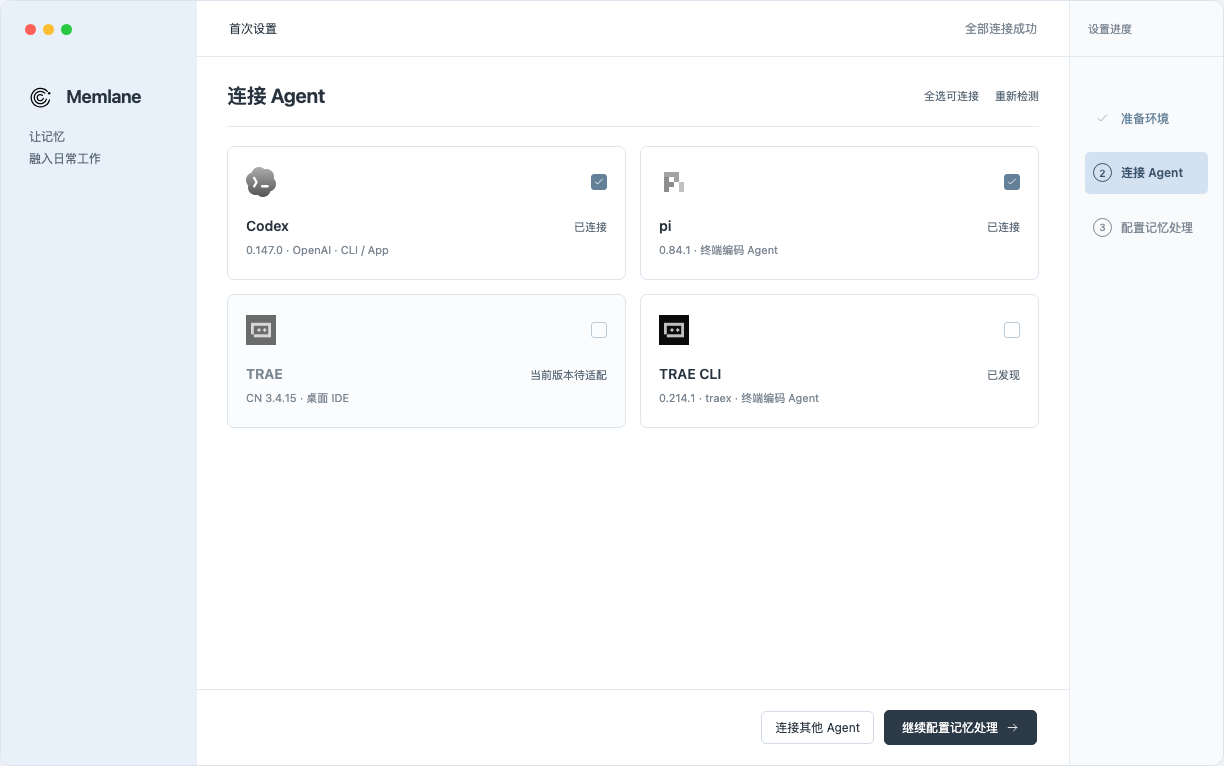 首次设置
全部连接成功
设置进度
Memlane
让记忆
融入日常工作
连接 Agent
全选可连接
重新检测
Codex
已连接
0.147.0 · OpenAI · CLI / App
pi
已连接
0.84.1 · 终端编码 Agent
TRAE
当前版本待适配
CN 3.4.15 · 桌面 IDE
TRAE CLI
已发现
0.214.1 · traex · 终端编码 Agent
连接其他 Agent
继续配置记忆处理 →
准备环境
2 连接 Agent
3 配置记忆处理